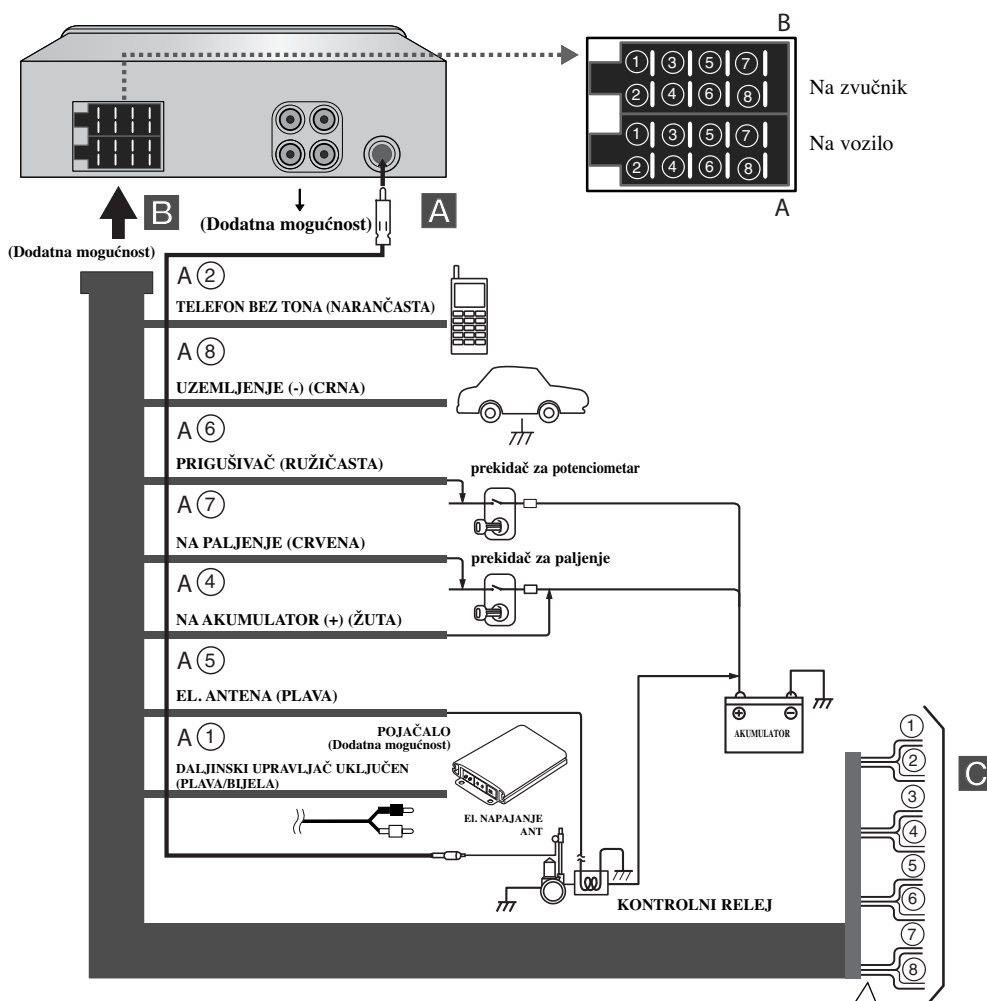 B
① ③ ⑤ ⑦
② ④ ⑥ ⑧
Na zvučnik
① ③ ⑤ ⑦
② ④ ⑥ ⑧
Na vozilo
A
B
(Dodatna mogućnost)
(Dodatna mogućnost)
A
A ②
TELEFON BEZ TONA (NARANČASTA)
A ⑧
UZEMLJENJE (-) (CRNA)
A ⑥
PRIGUŠIVAČ (RUŽIČASTA)
prekidač za potenciometar
A ⑦
NA PALJENJE (CRVENA)
prekidač za paljenje
A ④
NA AKUMULATOR (+) (ŽUTA)
A ⑤
EL. ANTENA (PLAVA)
AKUMULATOR
A ①
POJAČALO
(Dodatna mogućnost)
DALJINSKI UPRAVLJAČ UKLJUČEN
(PLAVA/BIJELA)
El. NAPAJANJE
ANT
KONTROLNI RELEJ
①
②
③
④
⑤
⑥
⑦
⑧
C